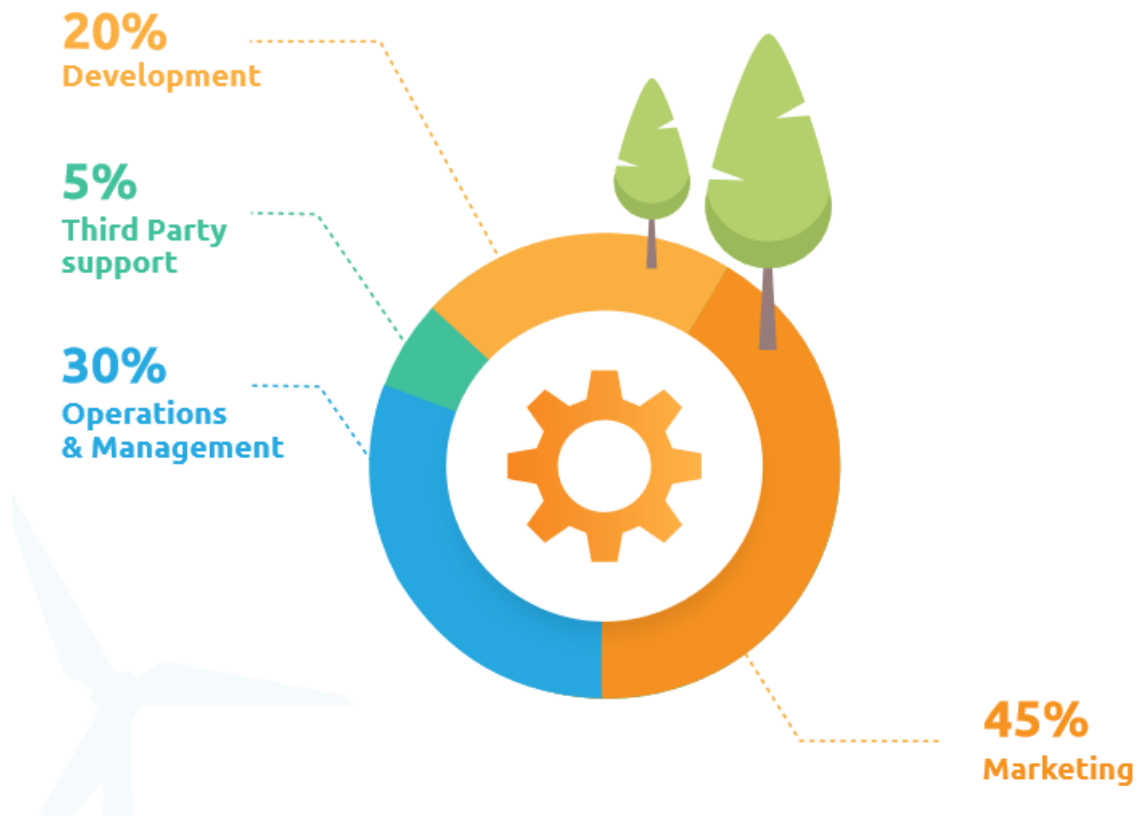 20%
Development
5%
Third Party
support
30%
Operations
& Management
45%
Marketing